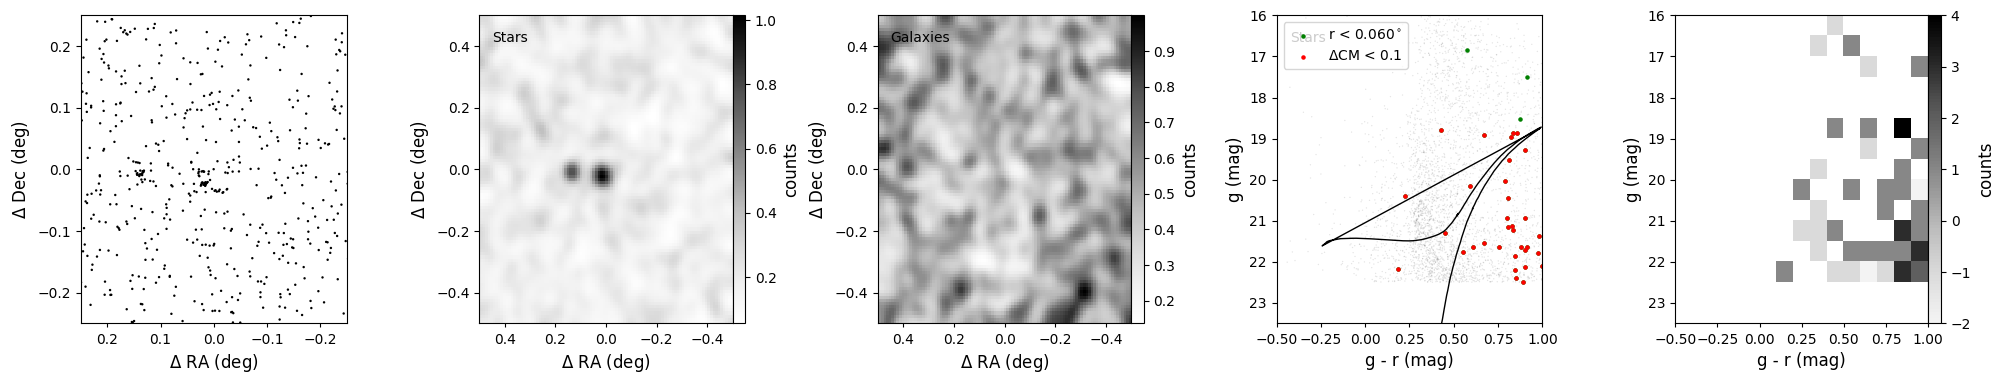 0.2
0.1
0.0
−0.1
−0.2
Δ Dec (deg)
0.2 0.1 0.0 −0.1 −0.2
Δ RA (deg)
Stars
0.4
0.2
0.0
−0.2
−0.4
Δ Dec (deg)
0.4 0.2 0.0 −0.2 −0.4
Δ RA (deg)
1.0
0.8
0.6
0.4
0.2
counts
Galaxies
0.4
0.2
0.0
−0.2
−0.4
Δ Dec (deg)
0.4 0.2 0.0 −0.2 −0.4
Δ RA (deg)
0.9
0.8
0.7
0.6
0.5
0.4
0.3
0.2
counts
Stars
r < 0.060°
ΔCM < 0.1
16
17
18
19
20
21
22
23
g (mag)
−0.50 −0.25 0.00 0.25 0.50 0.75 1.00
g - r (mag)
16
17
18
19
20
21
22
23
g (mag)
−0.50 −0.25 0.00 0.25 0.50 0.75 1.00
g - r (mag)
4
3
2
1
0
−1
−2
counts